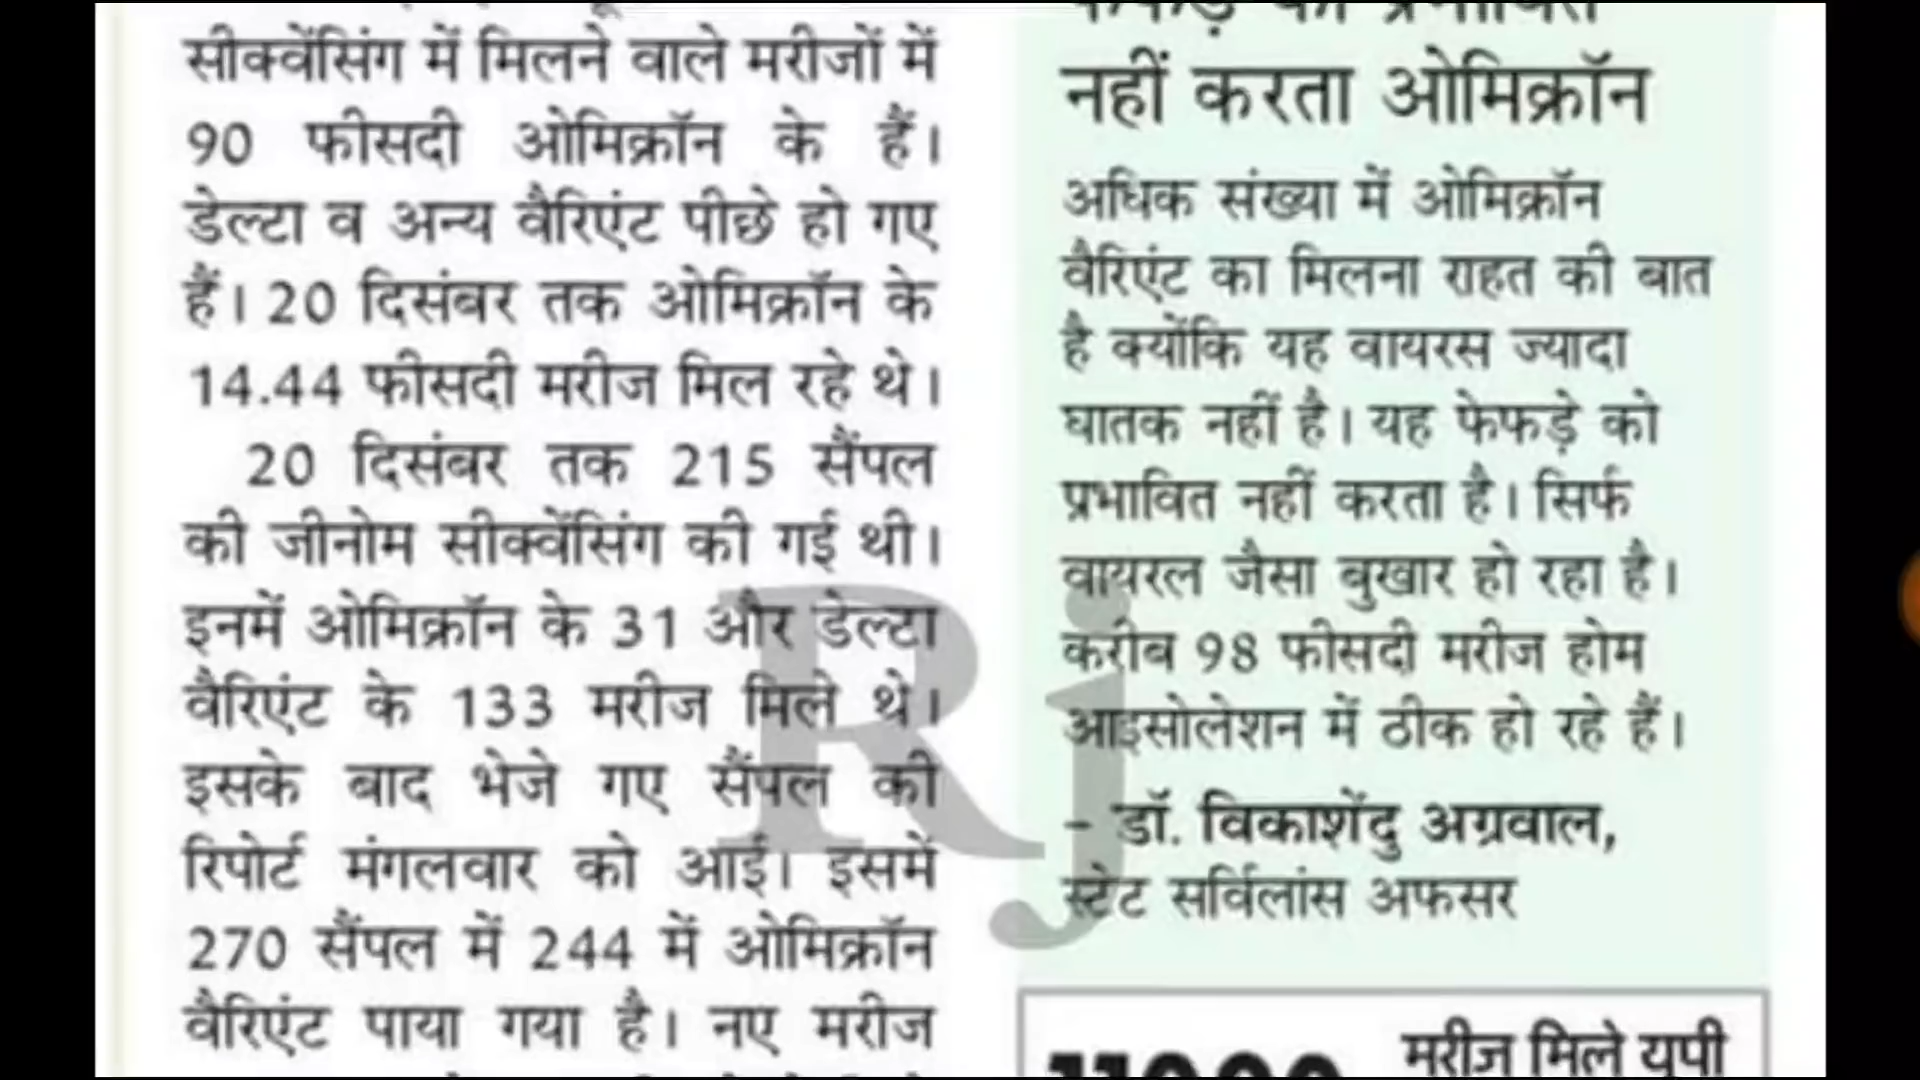 सीक्वेंसिंग में मिलने वाले मरीजों में
90 फीसदी ओमिक्रॉन के हैं।
डेल्टा व अन्य वैरिएंट पीछे हो गए
हैं। 20 दिसंबर तक ओमिक्रॉन के
14.44 फीसदी मरीज मिल रहे थे।
20 दिसंबर तक 215 सैंपल
की जीनोम सीक्वेंसिंग की गई थी।
इनमें ओमिक्रॉन के 31 और डेल्टा
वैरिएंट के 133 मरीज मिले थे।
इसके बाद भेजे गए सैंपल की
रिपोर्ट मंगलवार को आई। इसमें
270 सैंपल में 244 में ओमिक्रॉन
वैरिएंट पाया गया है। नए मरीज
नहीं करता ओमिक्रॉन
अधिक संख्या में ओमिक्रॉन
वैरिएंट का मिलना राहत की बात
है क्योंकि यह वायरस ज्यादा
घातक नहीं है। यह फेफड़े को
प्रभावित नहीं करता है। सिर्फ
वायरल जैसा बुखार हो रहा है।
करीब 98 फीसदी मरीज होम
आइसोलेशन में ठीक हो रहे हैं।
- डॉ. विकाशेंदु अग्रवाल,
स्टेट सर्विलांस अफसर
मरीज मिले यूपी
Rj